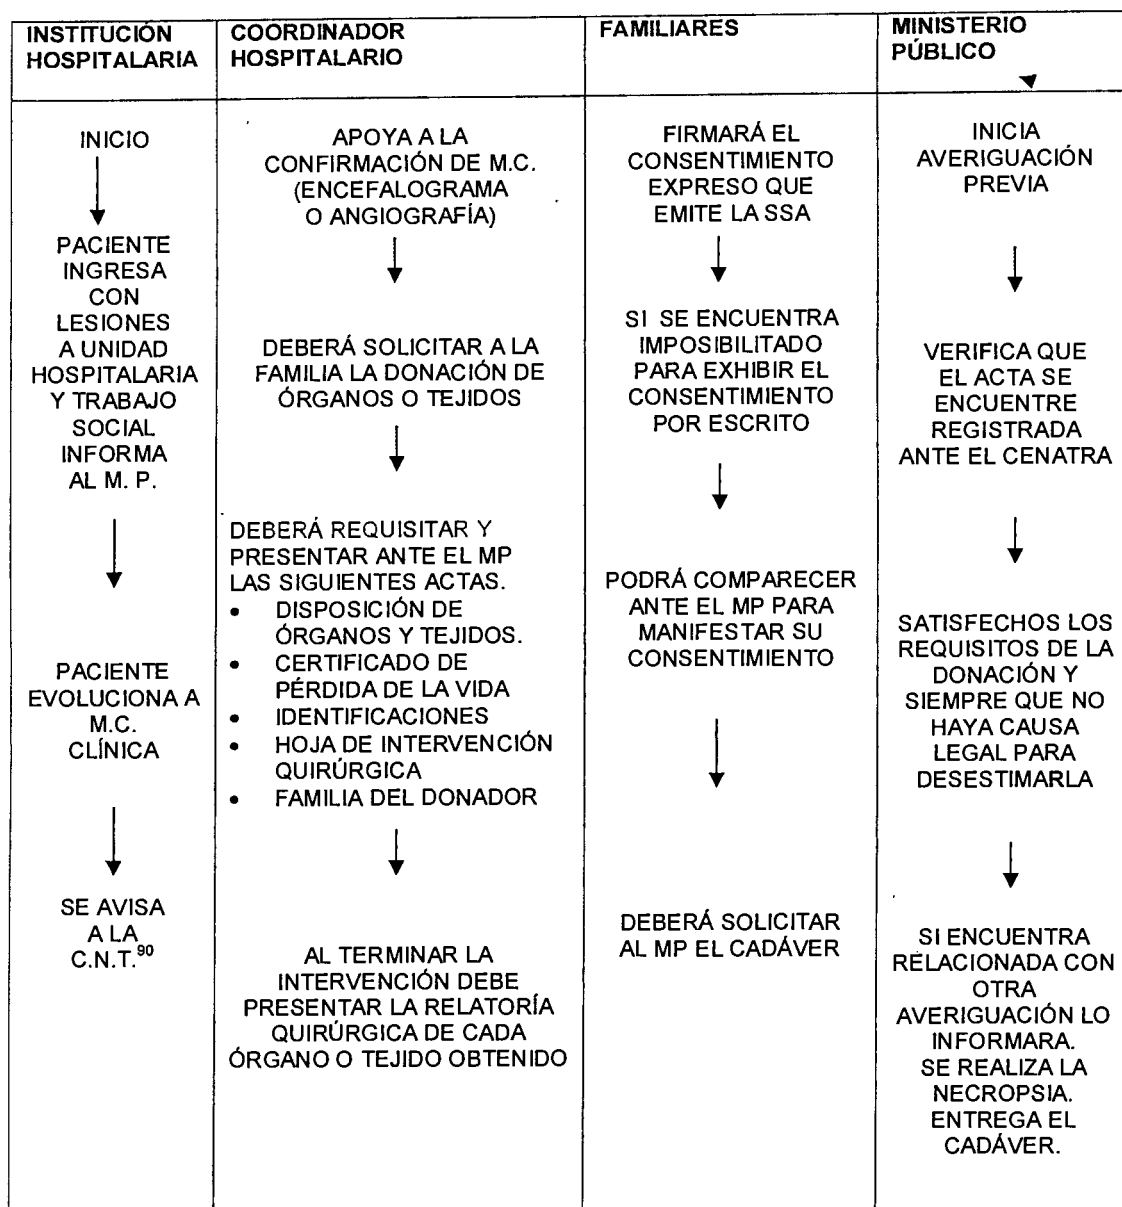 INSTITUCIÓN
HOSPITALARIA
COORDINADOR
HOSPITALARIO
FAMILIARES
MINISTERIO
PÚBLICO
INICIO
PACIENTE
INGRESA
CON
LESIONES
A UNIDAD
HOSPITALARIA
Y TRABAJO
SOCIAL
INFORMA
AL M. P.
PACIENTE
EVOLUCIONA A
M.C.
CLÍNICA
SE AVISA
A LA
C.N.T.⁹⁰
APOYA A LA
CONFIRMACIÓN DE M.C.
(ENCEFALOGRAMA
O ANGIOGRAFÍA)
DEBERÁ SOLICITAR A LA
FAMILIA LA DONACIÓN DE
ÓRGANOS O TEJIDOS
DEBERÁ REQUISITAR Y
PRESENTAR ANTE EL MP
LAS SIGUIENTES ACTAS.
• DISPOSICIÓN DE
ÓRGANOS Y TEJIDOS.
• CERTIFICADO DE
PÉRDIDA DE LA VIDA
• IDENTIFICACIONES
• HOJA DE INTERVENCIÓN
QUIRÚRGICA
• FAMILIA DEL DONADOR
AL TERMINAR LA
INTERVENCIÓN DEBE
PRESENTAR LA RELATORÍA
QUIRÚRGICA DE CADA
ÓRGANO O TEJIDO OBTENIDO
FIRMARÁ EL
CONSENTIMIENTO
EXPRESO QUE
EMITE LA SSA
SI SE ENCUENTRA
IMPOSIBILITADO
PARA EXHIBIR EL
CONSENTIMIENTO
POR ESCRITO
PODRÁ COMPARECER
ANTE EL MP PARA
MANIFESTAR SU
CONSENTIMIENTO
DEBERÁ SOLICITAR
AL MP EL CADÁVER
INICIA
AVERIGUACIÓN
PREVIA
VERIFICA QUE
EL ACTA SE
ENCUENTRE
REGISTRADA
ANTE EL CENATRA
SATISFECHOS LOS
REQUISITOS DE LA
DONACIÓN Y
SIEMPRE QUE NO
HAYA CAUSA
LEGAL PARA
DESESTIMARLA
SI ENCUENTRA
RELACIONADA CON
OTRA
AVERIGUACIÓN LO
INFORMARA.
SE REALIZA LA
NECROPSIA.
ENTREGA EL
CADÁVER.